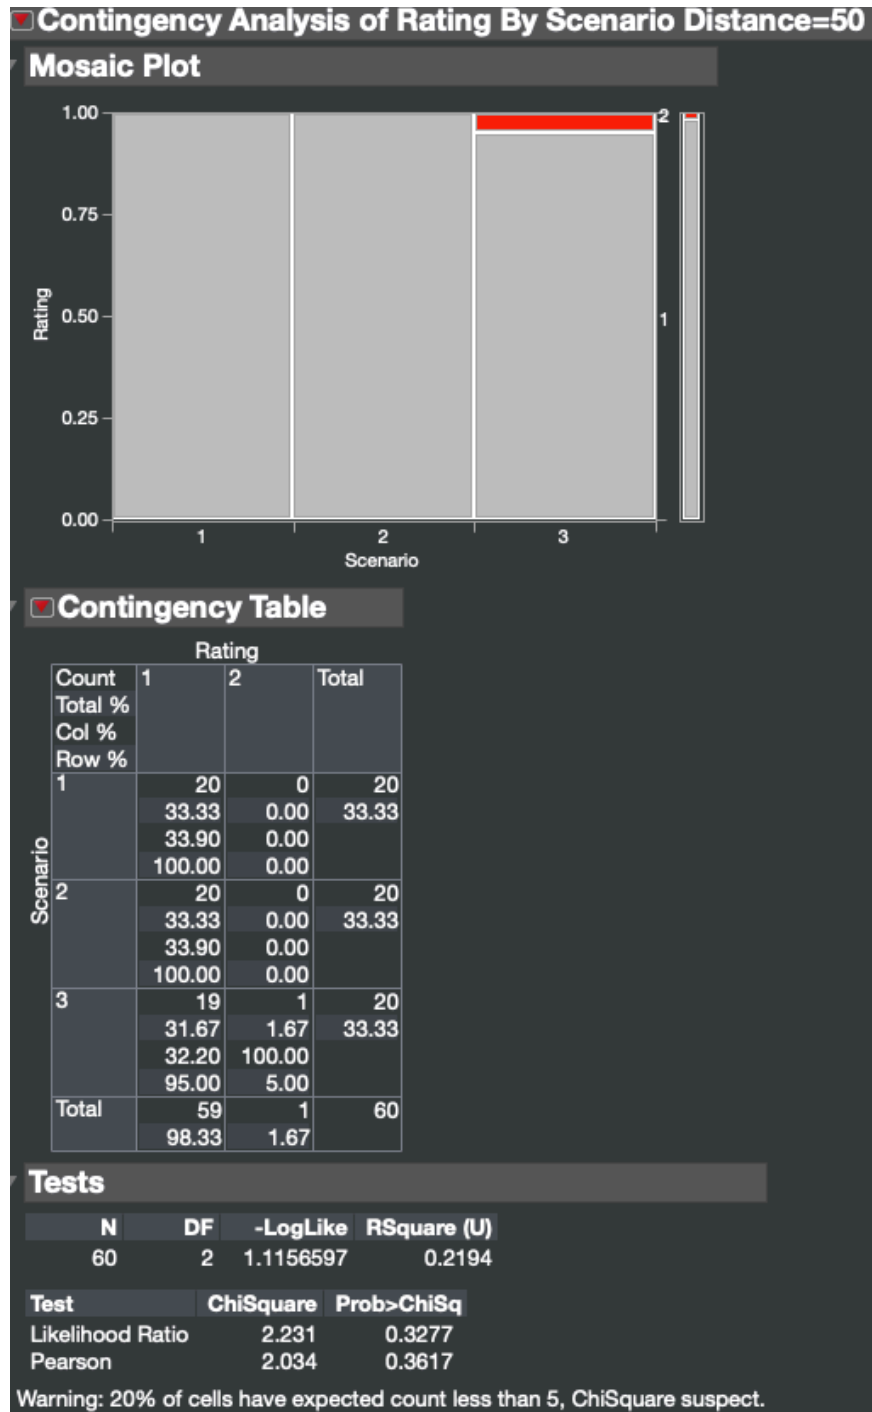 Contingency Analysis of Rating By Scenario Distance=50
Mosaic Plot
1.00
0.75
0.50
0.25
0.00
Rating
2
1
1 2 3
Scenario
Contingency Table
Rating
Count 1 2 Total
Total %
Col %
Row %
Scenario
1 20 0 20
33.33 0.00 33.33
33.90 0.00
100.00 0.00
2 20 0 20
33.33 0.00 33.33
33.90 0.00
100.00 0.00
3 19 1 20
31.67 1.67 33.33
32.20 100.00
95.00 5.00
Total 59 1 60
98.33 1.67
Tests
N DF -LogLike RSquare (U)
60 2 1.1156597 0.2194
Test ChiSquare Prob>ChiSq
Likelihood Ratio 2.231 0.3277
Pearson 2.034 0.3617
Warning: 20% of cells have expected count less than 5, ChiSquare suspect.